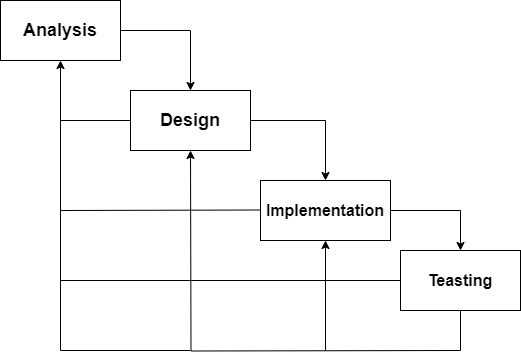 Analysis
Design
Implementation
Teasting